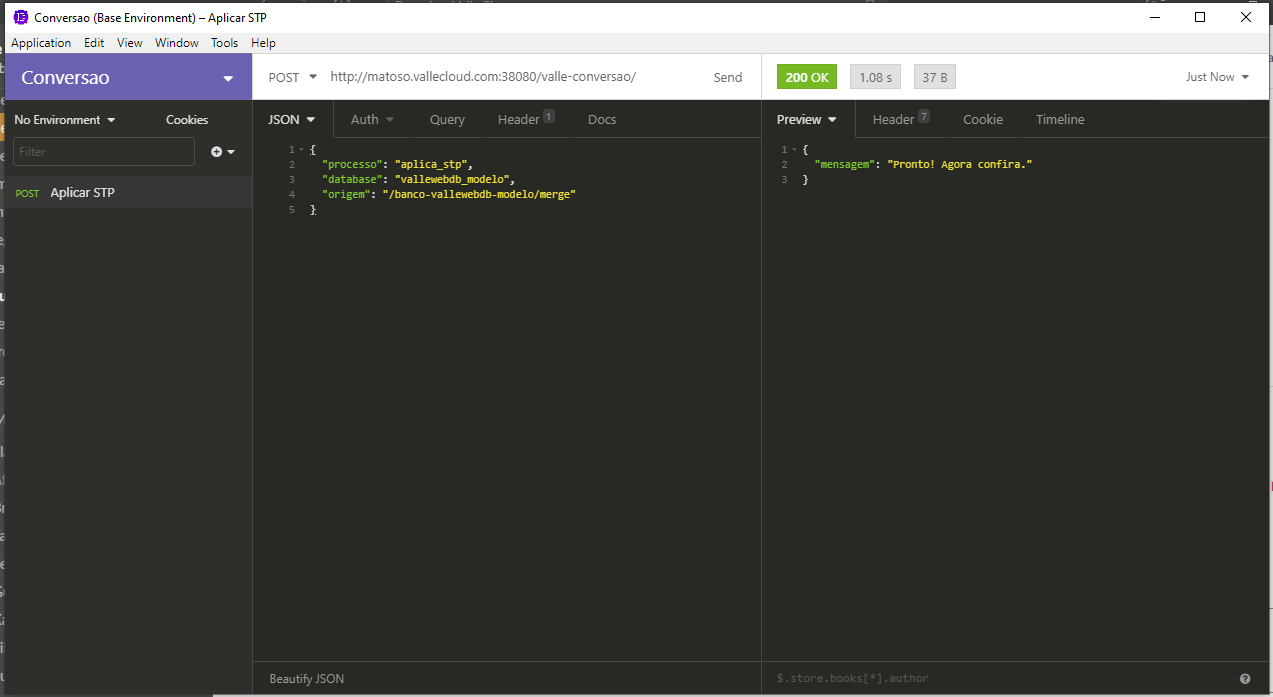 Conversao (Base Environment) – Aplicar STP
Application Edit View Window Tools Help
Conversao
POST http://matoso.vallecloud.com:38080/valle-conversao/ Send
200 OK 1.08 s 37 B Just Now
No Environment Cookies
Filter
POST Aplicar STP
JSON Auth Query Header 1 Docs
1 {
2 "processo": "aplica_stp",
3 "database": "vallewebdb_modelo",
4 "origem": "/banco-vallewebdb-modelo/merge"
5 }
Beautify JSON
Preview Header 7 Cookie Timeline
1 {
2 "mensagem": "Pronto! Agora confira."
3 }
$.store.books[*].author